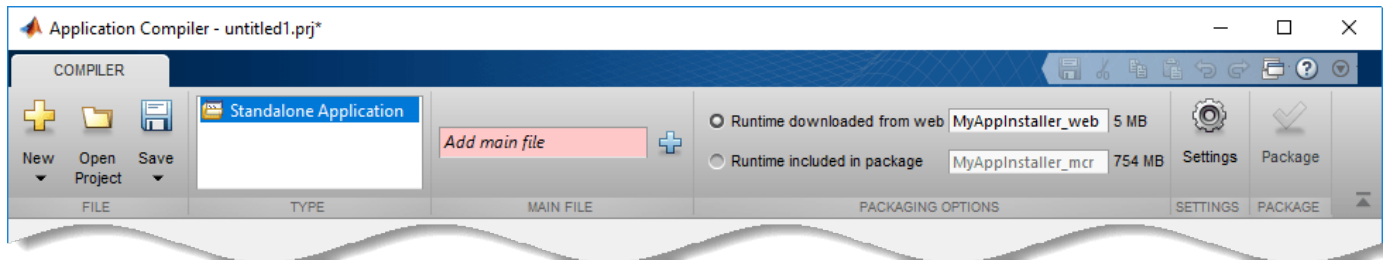 Application Compiler - untitled1.prj*
COMPILER
New
Open
Project
Save
FILE
Standalone Application
TYPE
Add main file
MAIN FILE
Runtime downloaded from web MyAppInstaller_web 5 MB
Runtime included in package MyAppInstaller_mcr 754 MB
PACKAGING OPTIONS
Settings
SETTINGS
Package
PACKAGE